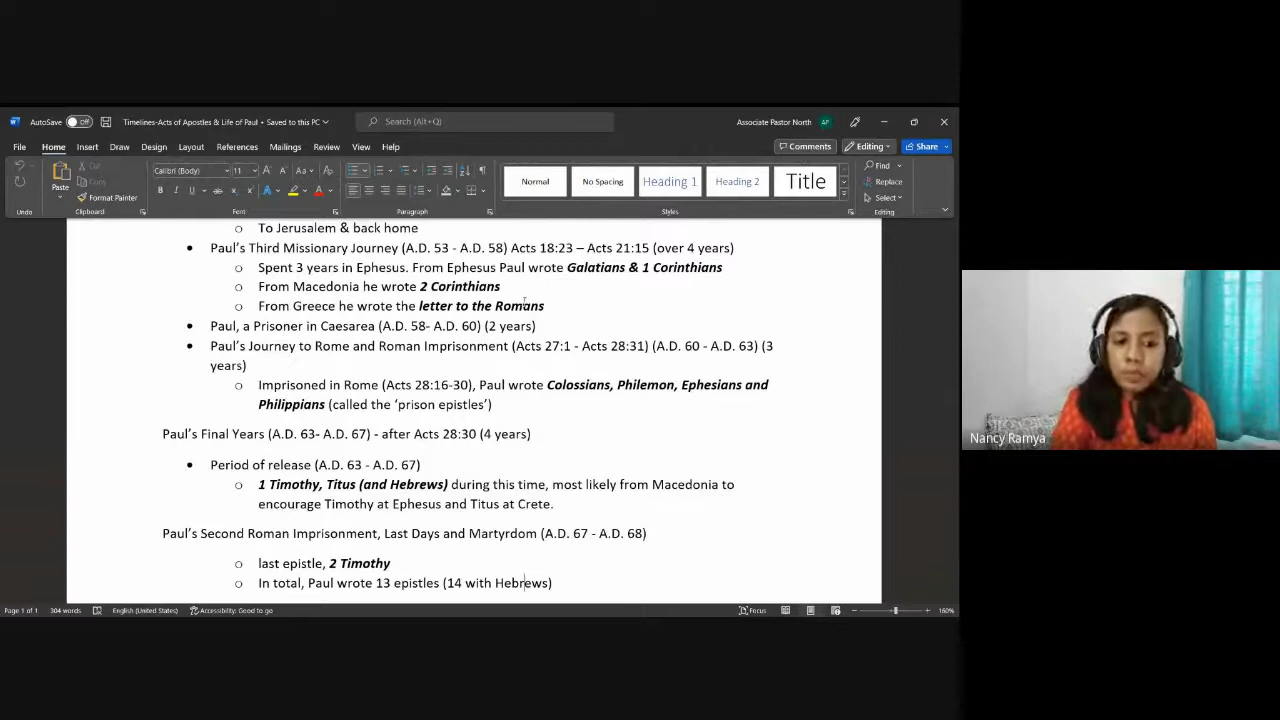 AutoSave Off Timelines-Acts of Apostles & Life of Paul • Saved to this PC Search (Alt+Q) Associate Pastor North AP
File Home Insert Draw Design Layout References Mailings Review View Help Comments Editing Share
Paste Cut Copy Format Painter Calibri (Body) 11 Normal No Spacing Heading 1 Heading 2 Title Find Replace Select
Undo Clipboard Font Paragraph Styles Editing
o To Jerusalem & back home
• Paul's Third Missionary Journey (A.D. 53 - A.D. 58) Acts 18:23 – Acts 21:15 (over 4 years)
o Spent 3 years in Ephesus. From Ephesus Paul wrote Galatians & 1 Corinthians
o From Macedonia he wrote 2 Corinthians
o From Greece he wrote the letter to the Romans
• Paul, a Prisoner in Caesarea (A.D. 58- A.D. 60) (2 years)
• Paul's Journey to Rome and Roman Imprisonment (Acts 27:1 - Acts 28:31) (A.D. 60 - A.D. 63) (3
years)
o Imprisoned in Rome (Acts 28:16-30), Paul wrote Colossians, Philemon, Ephesians and
Philippians (called the ‘prison epistles’)
Paul's Final Years (A.D. 63- A.D. 67) - after Acts 28:30 (4 years)
• Period of release (A.D. 63 - A.D. 67)
o 1 Timothy, Titus (and Hebrews) during this time, most likely from Macedonia to
encourage Timothy at Ephesus and Titus at Crete.
Paul's Second Roman Imprisonment, Last Days and Martyrdom (A.D. 67 - A.D. 68)
o last epistle, 2 Timothy
o In total, Paul wrote 13 epistles (14 with Hebrews)
Page 1 of 1 304 words English (United States) Accessibility: Good to go Focus 160%
Nancy Ramya